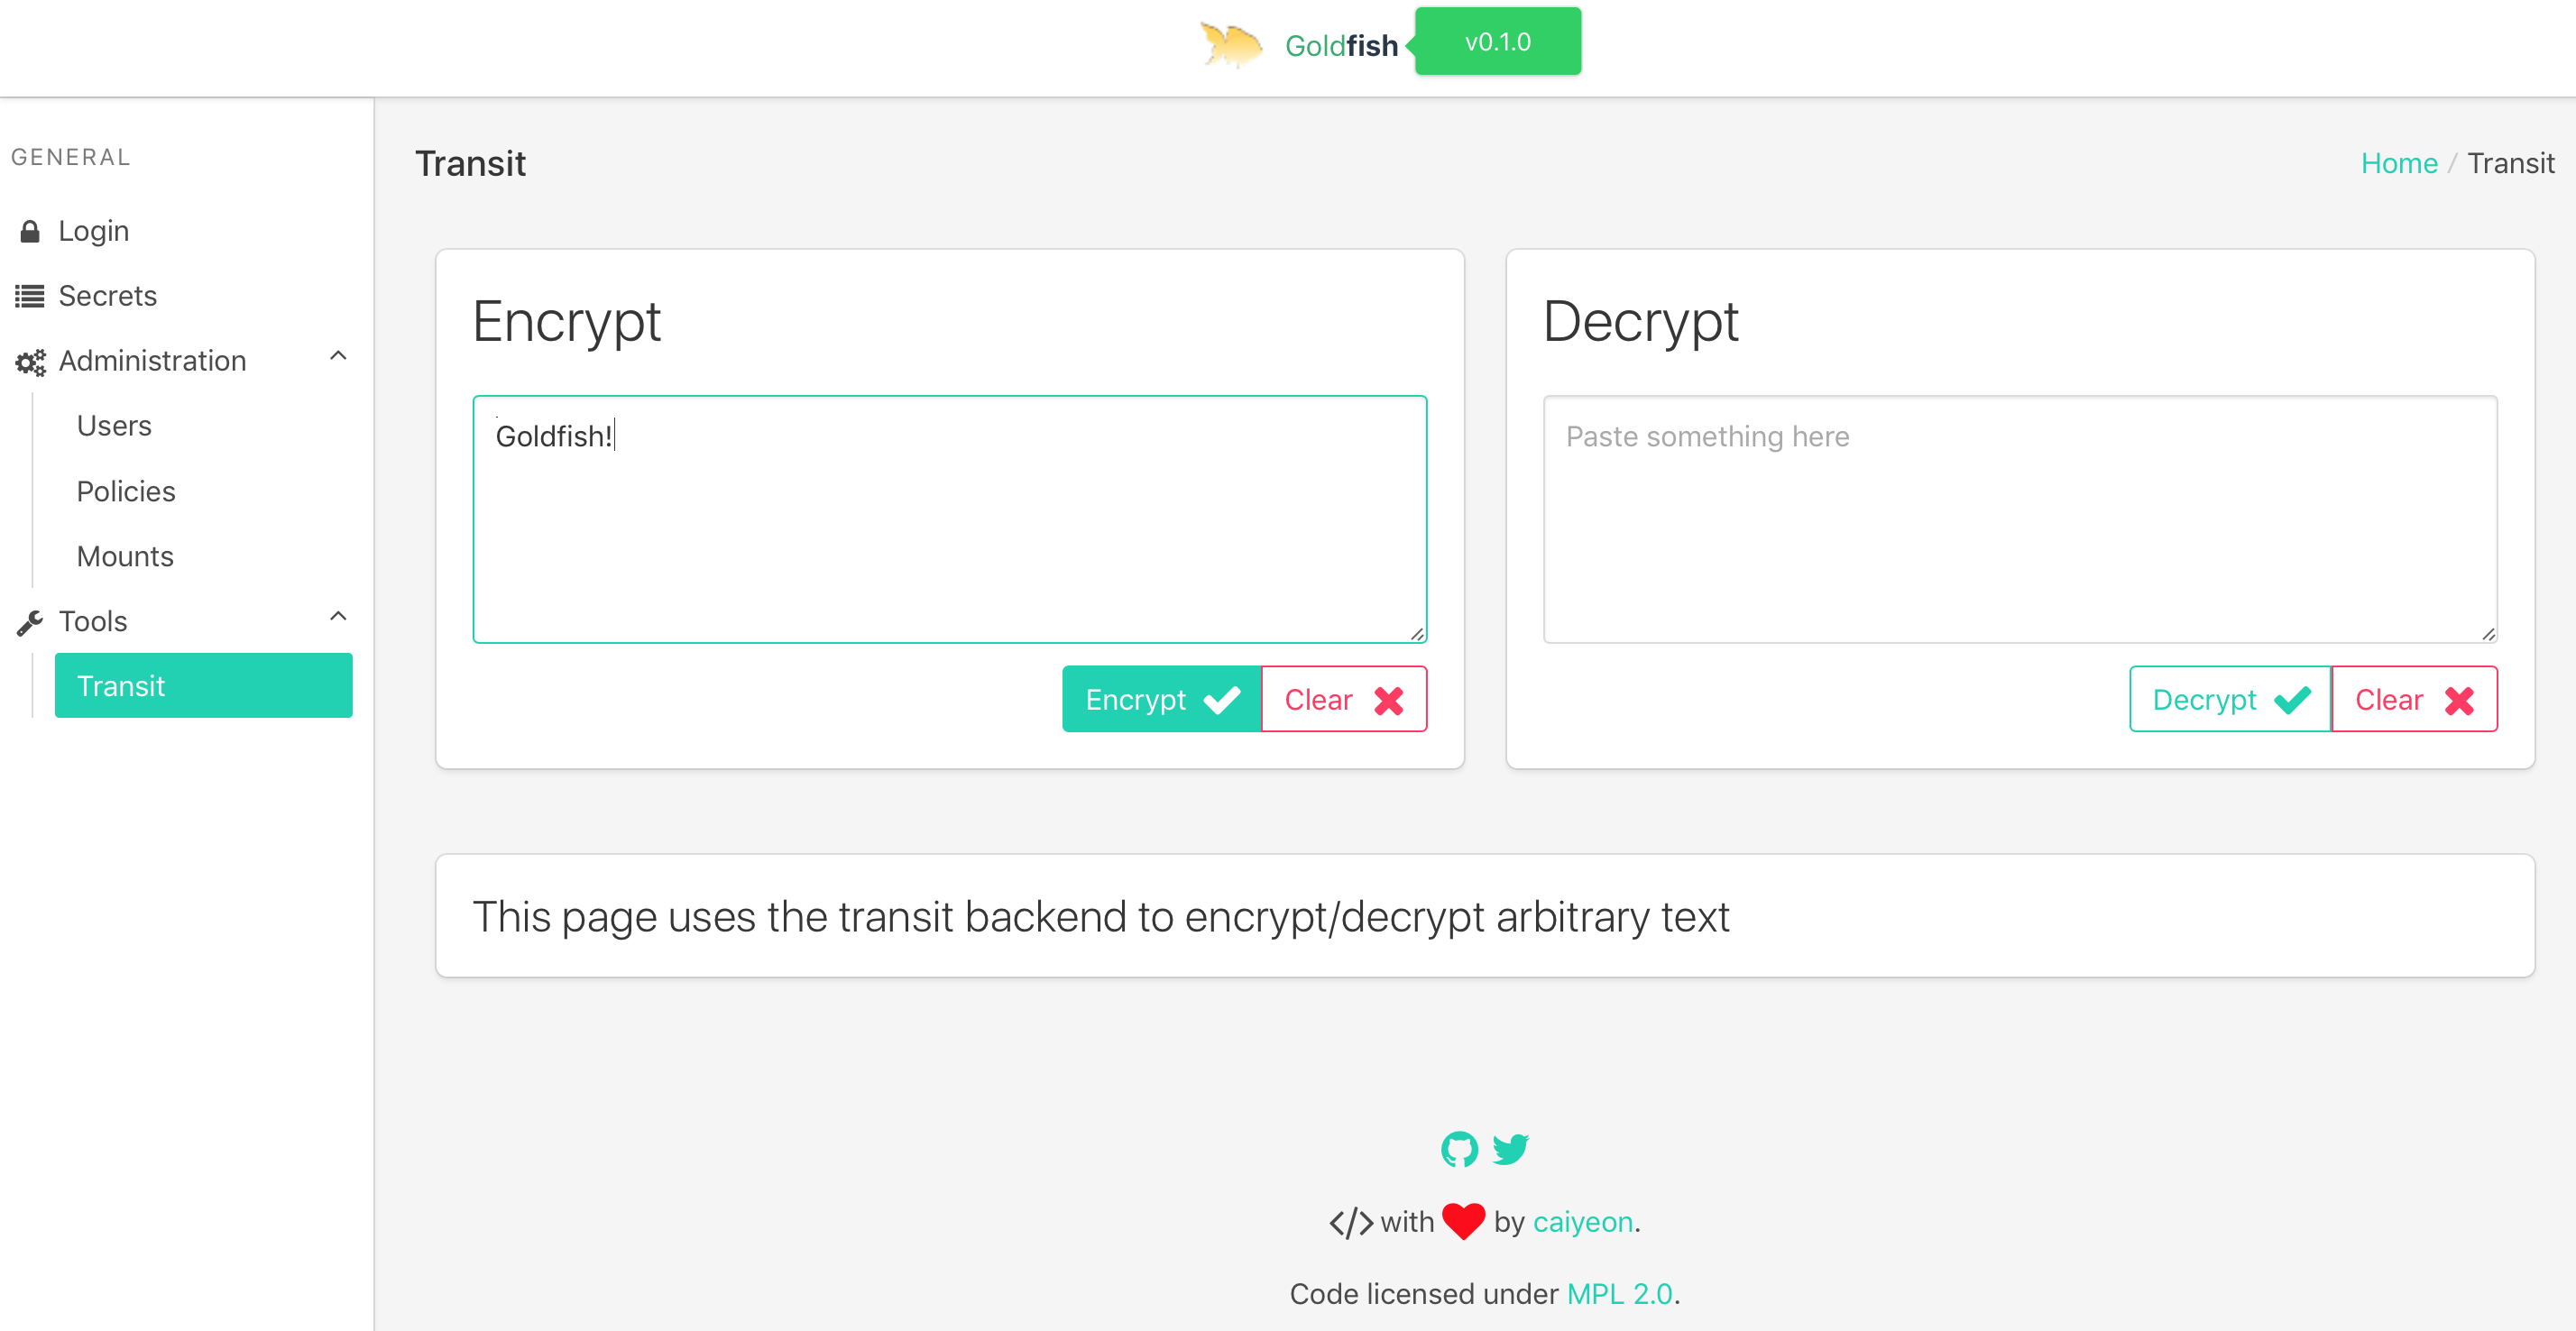 Goldfish v0.1.0
GENERAL
Login
Secrets
Administration
Users
Policies
Mounts
Tools
Transit
Transit
Home / Transit
Encrypt
Goldfish!
Encrypt Clear
Decrypt
Paste something here
Decrypt Clear
This page uses the transit backend to encrypt/decrypt arbitrary text
</> with by caiyeon.
Code licensed under MPL 2.0.